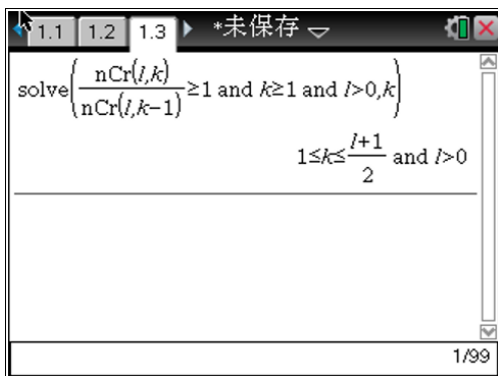 1.1 1.2 1.3 *未保存
solve(nCr(l,k)/nCr(l,k−1)≥1 and k≥1 and l>0,k)
1≤k≤(l+1)/2 and l>0
1/99